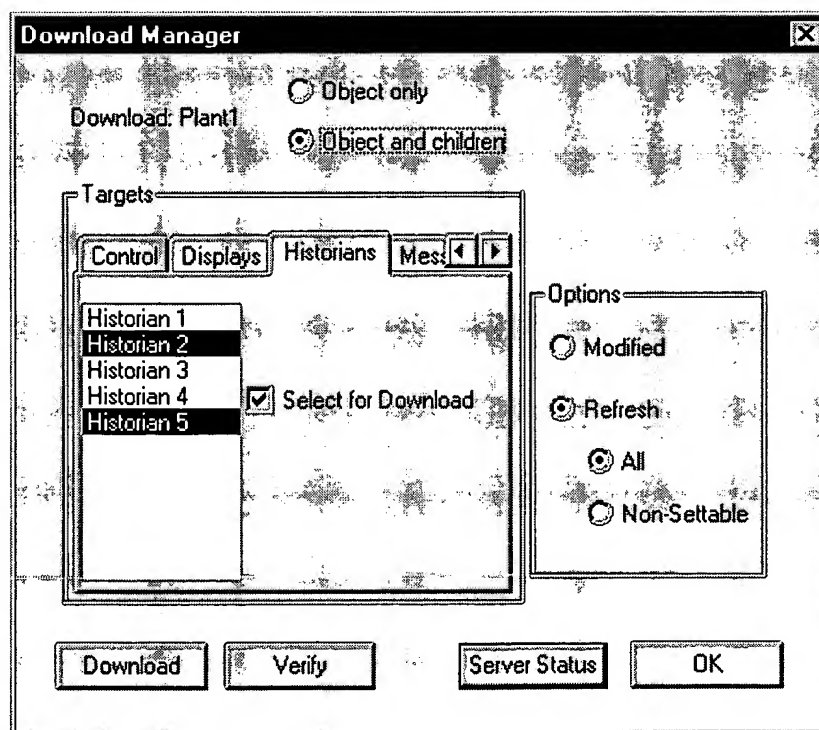 Download Manager
Object only
Download: Plant1
Object and children
Targets
Control
Displays
Historians
Mes
Historian 1
Historian 2
Historian 3
Historian 4
Historian 5
Select for Download
Options
Modified
Refresh
All
Non-Settable
Download
Verify
Server Status
OK